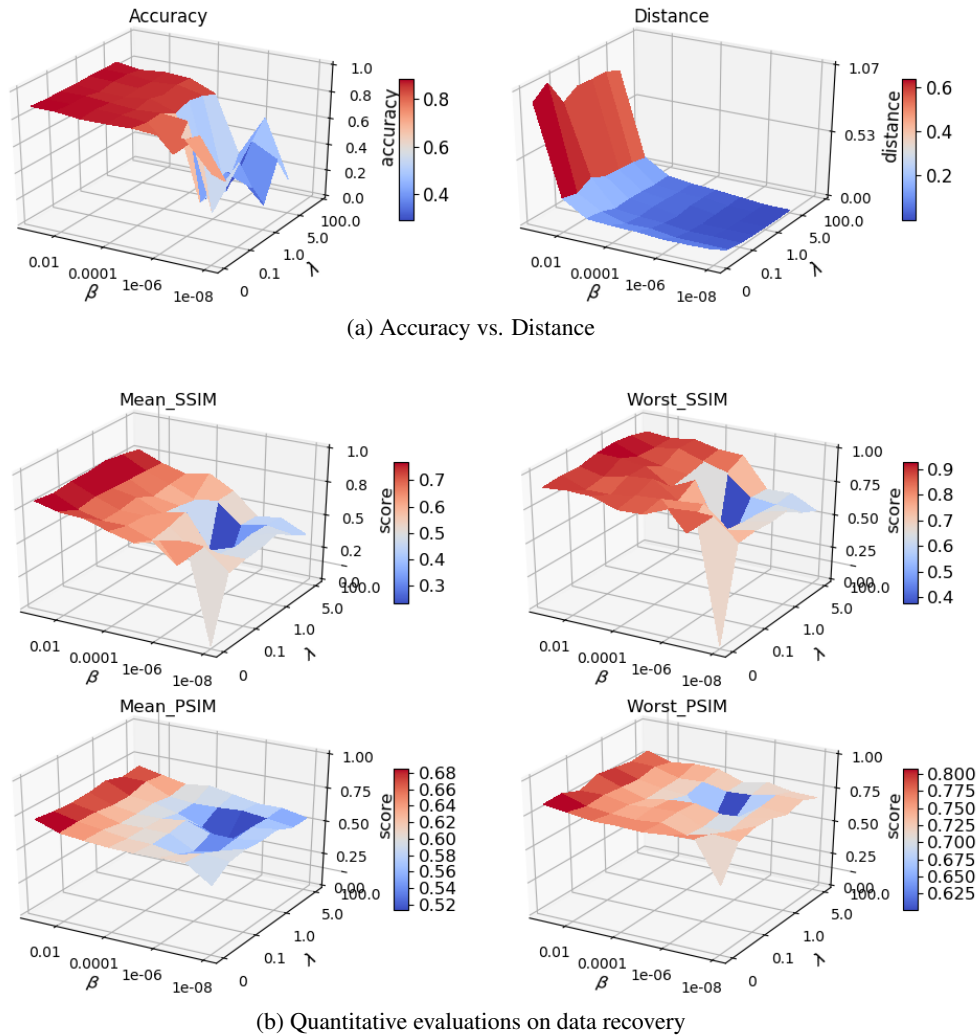 Accuracy
1.0
0.8
0.6
0.4
0.2
0.0
accuracy
0.8
0.6
0.4
100.0
5.0
1.0
0.1
0
λ
0.01
0.0001
1e-06
1e-08
β
Distance
1.07
0.53
0.00
distance
0.6
0.4
0.2
100.0
5.0
1.0
0.1
0
λ
0.01
0.0001
1e-06
1e-08
β
(a) Accuracy vs. Distance
Mean_SSIM
1.0
0.8
0.5
0.2
0.0
score
0.7
0.6
0.5
0.4
0.3
100.0
5.0
1.0
0.1
0
λ
0.01
0.0001
1e-06
1e-08
β
Worst_SSIM
1.00
0.75
0.50
0.25
0.00
score
0.9
0.8
0.7
0.6
0.5
0.4
100.0
5.0
1.0
0.1
0
λ
0.01
0.0001
1e-06
1e-08
β
Mean_PSIM
1.00
0.75
0.50
0.25
0.00
score
0.68
0.66
0.64
0.62
0.60
0.58
0.56
0.54
0.52
100.0
5.0
1.0
0.1
0
λ
0.01
0.0001
1e-06
1e-08
β
Worst_PSIM
1.00
0.75
0.50
0.25
0.00
score
0.800
0.775
0.750
0.725
0.700
0.675
0.650
0.625
100.0
5.0
1.0
0.1
0
λ
0.01
0.0001
1e-06
1e-08
β
(b) Quantitative evaluations on data recovery